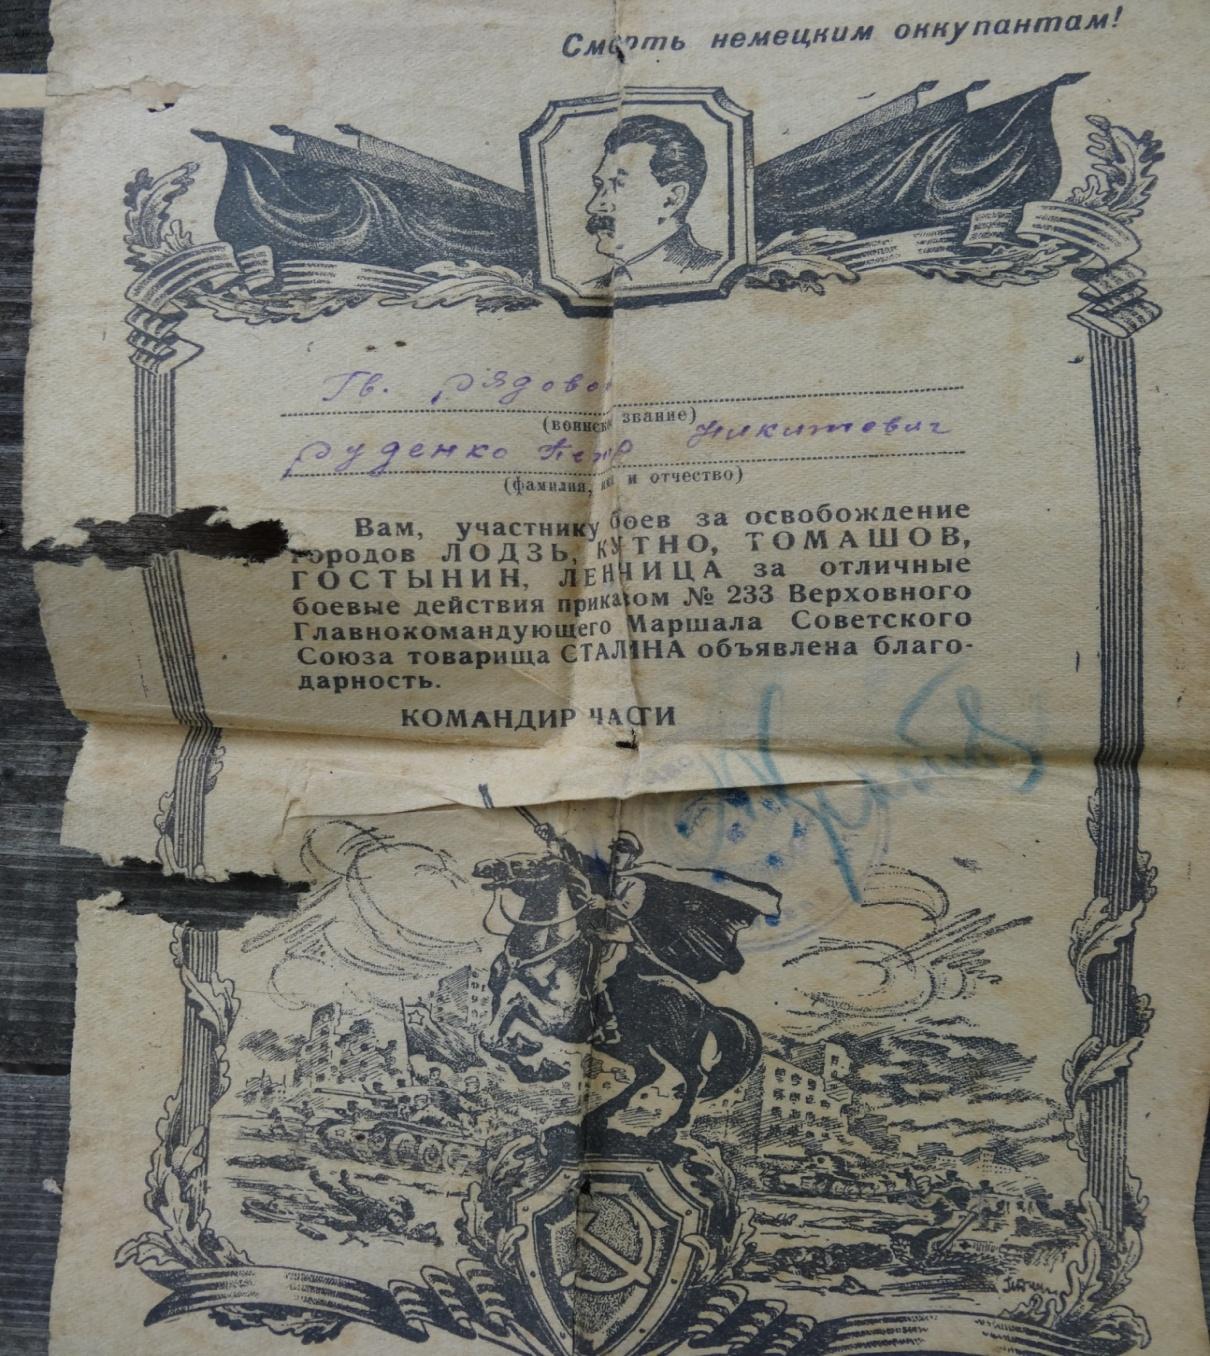 Смерть немецким оккупантам!
Гв. рядовой
(воинское звание)
Руденко Петр Никитович
(фамилия, имя и отчество)
Вам, участнику боев за освобождение
городов ЛОДЗЬ, КУТНО, ТОМАШОВ,
ГОСТЫНИН, ЛЕНЧИЦА за отличные
боевые действия приказом № 233 Верховного
Главнокомандующего Маршала Советского
Союза товарища СТАЛИНА объявлена благо-
дарность.
КОМАНДИР ЧАСТИ